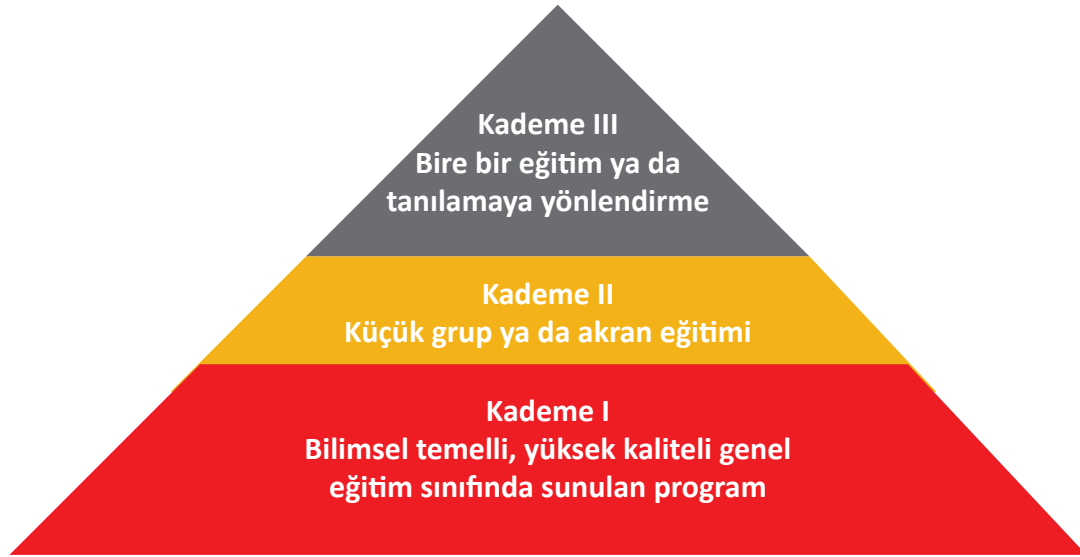 Kademe III
Bire bir eğitim ya da
tanılamaya yönlendirme
Kademe II
Küçük grup ya da akran eğitimi
Kademe I
Bilimsel temelli, yüksek kaliteli genel
eğitim sınıfında sunulan program